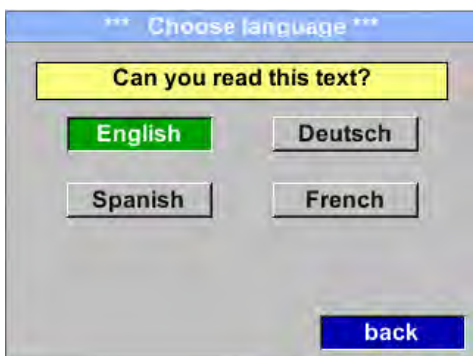 *** Choose language ***
Can you read this text?
English Deutsch
Spanish French
back